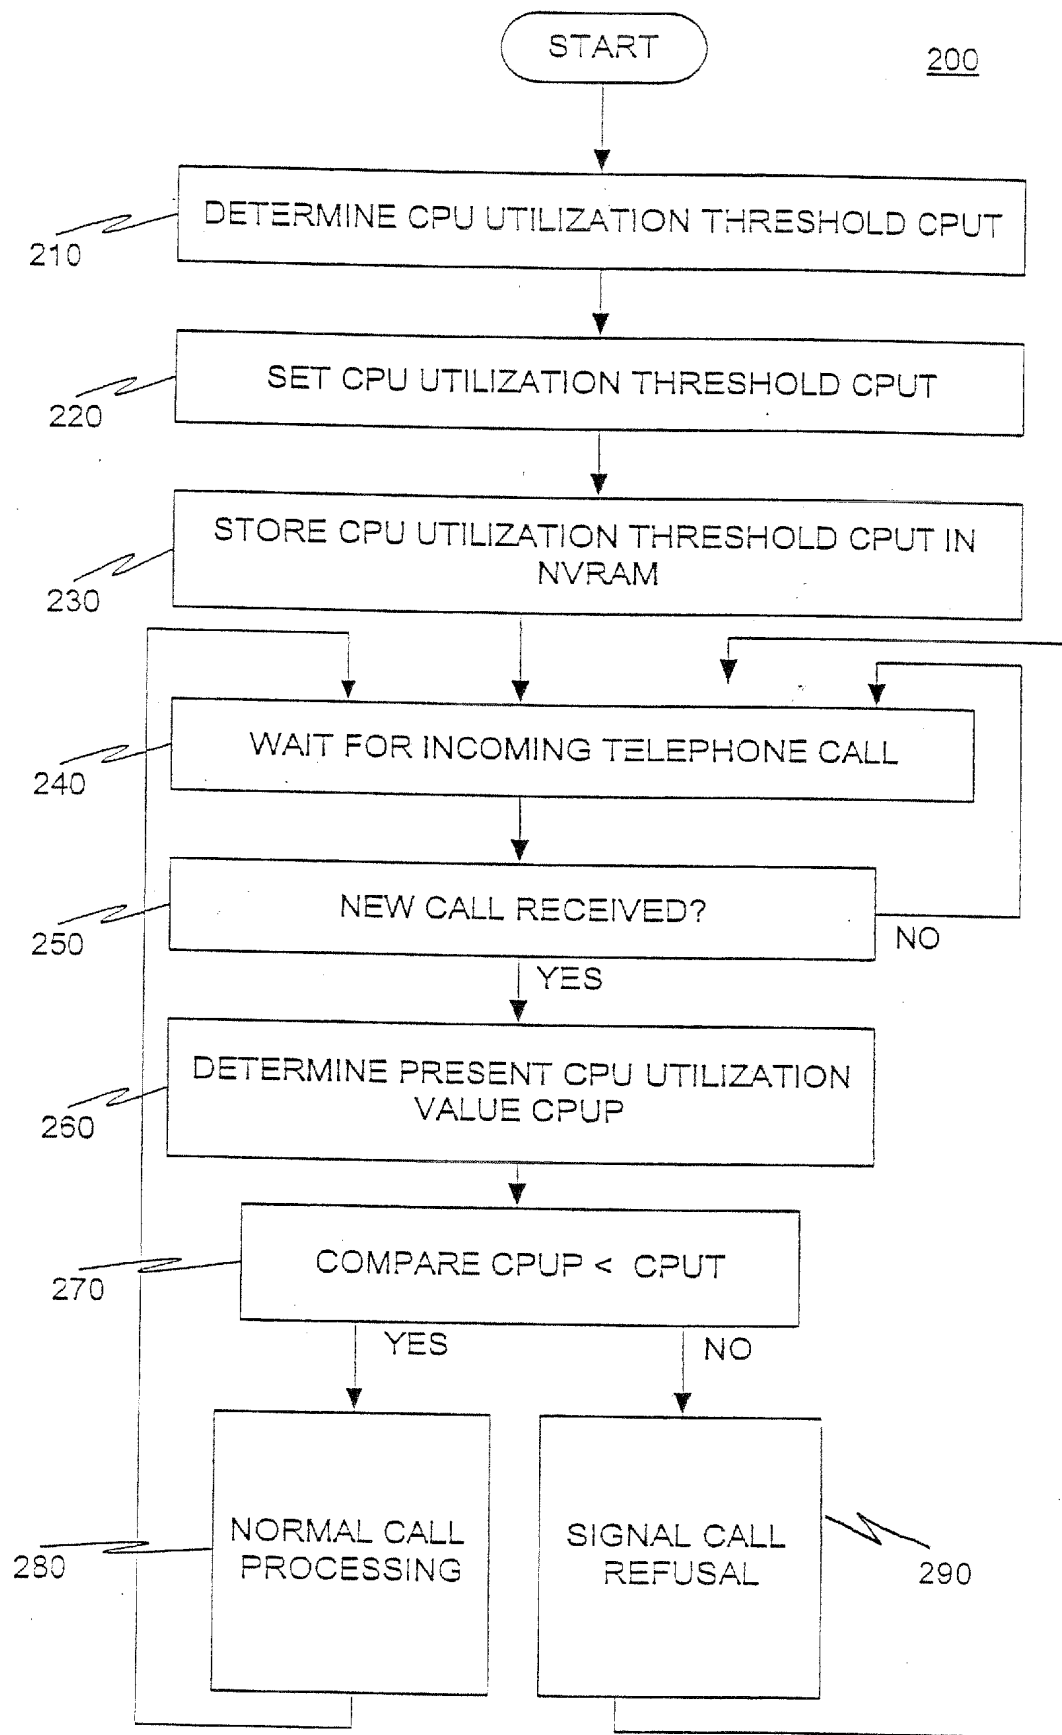 START
200
DETERMINE CPU UTILIZATION THRESHOLD CPUT
210
SET CPU UTILIZATION THRESHOLD CPUT
220
STORE CPU UTILIZATION THRESHOLD CPUT IN
NVRAM
230
WAIT FOR INCOMING TELEPHONE CALL
240
NEW CALL RECEIVED?
250
NO
YES
DETERMINE PRESENT CPU UTILIZATION
VALUE CPUP
260
COMPARE CPUP < CPUT
270
YES
NO
NORMAL CALL
PROCESSING
280
SIGNAL CALL
REFUSAL
290